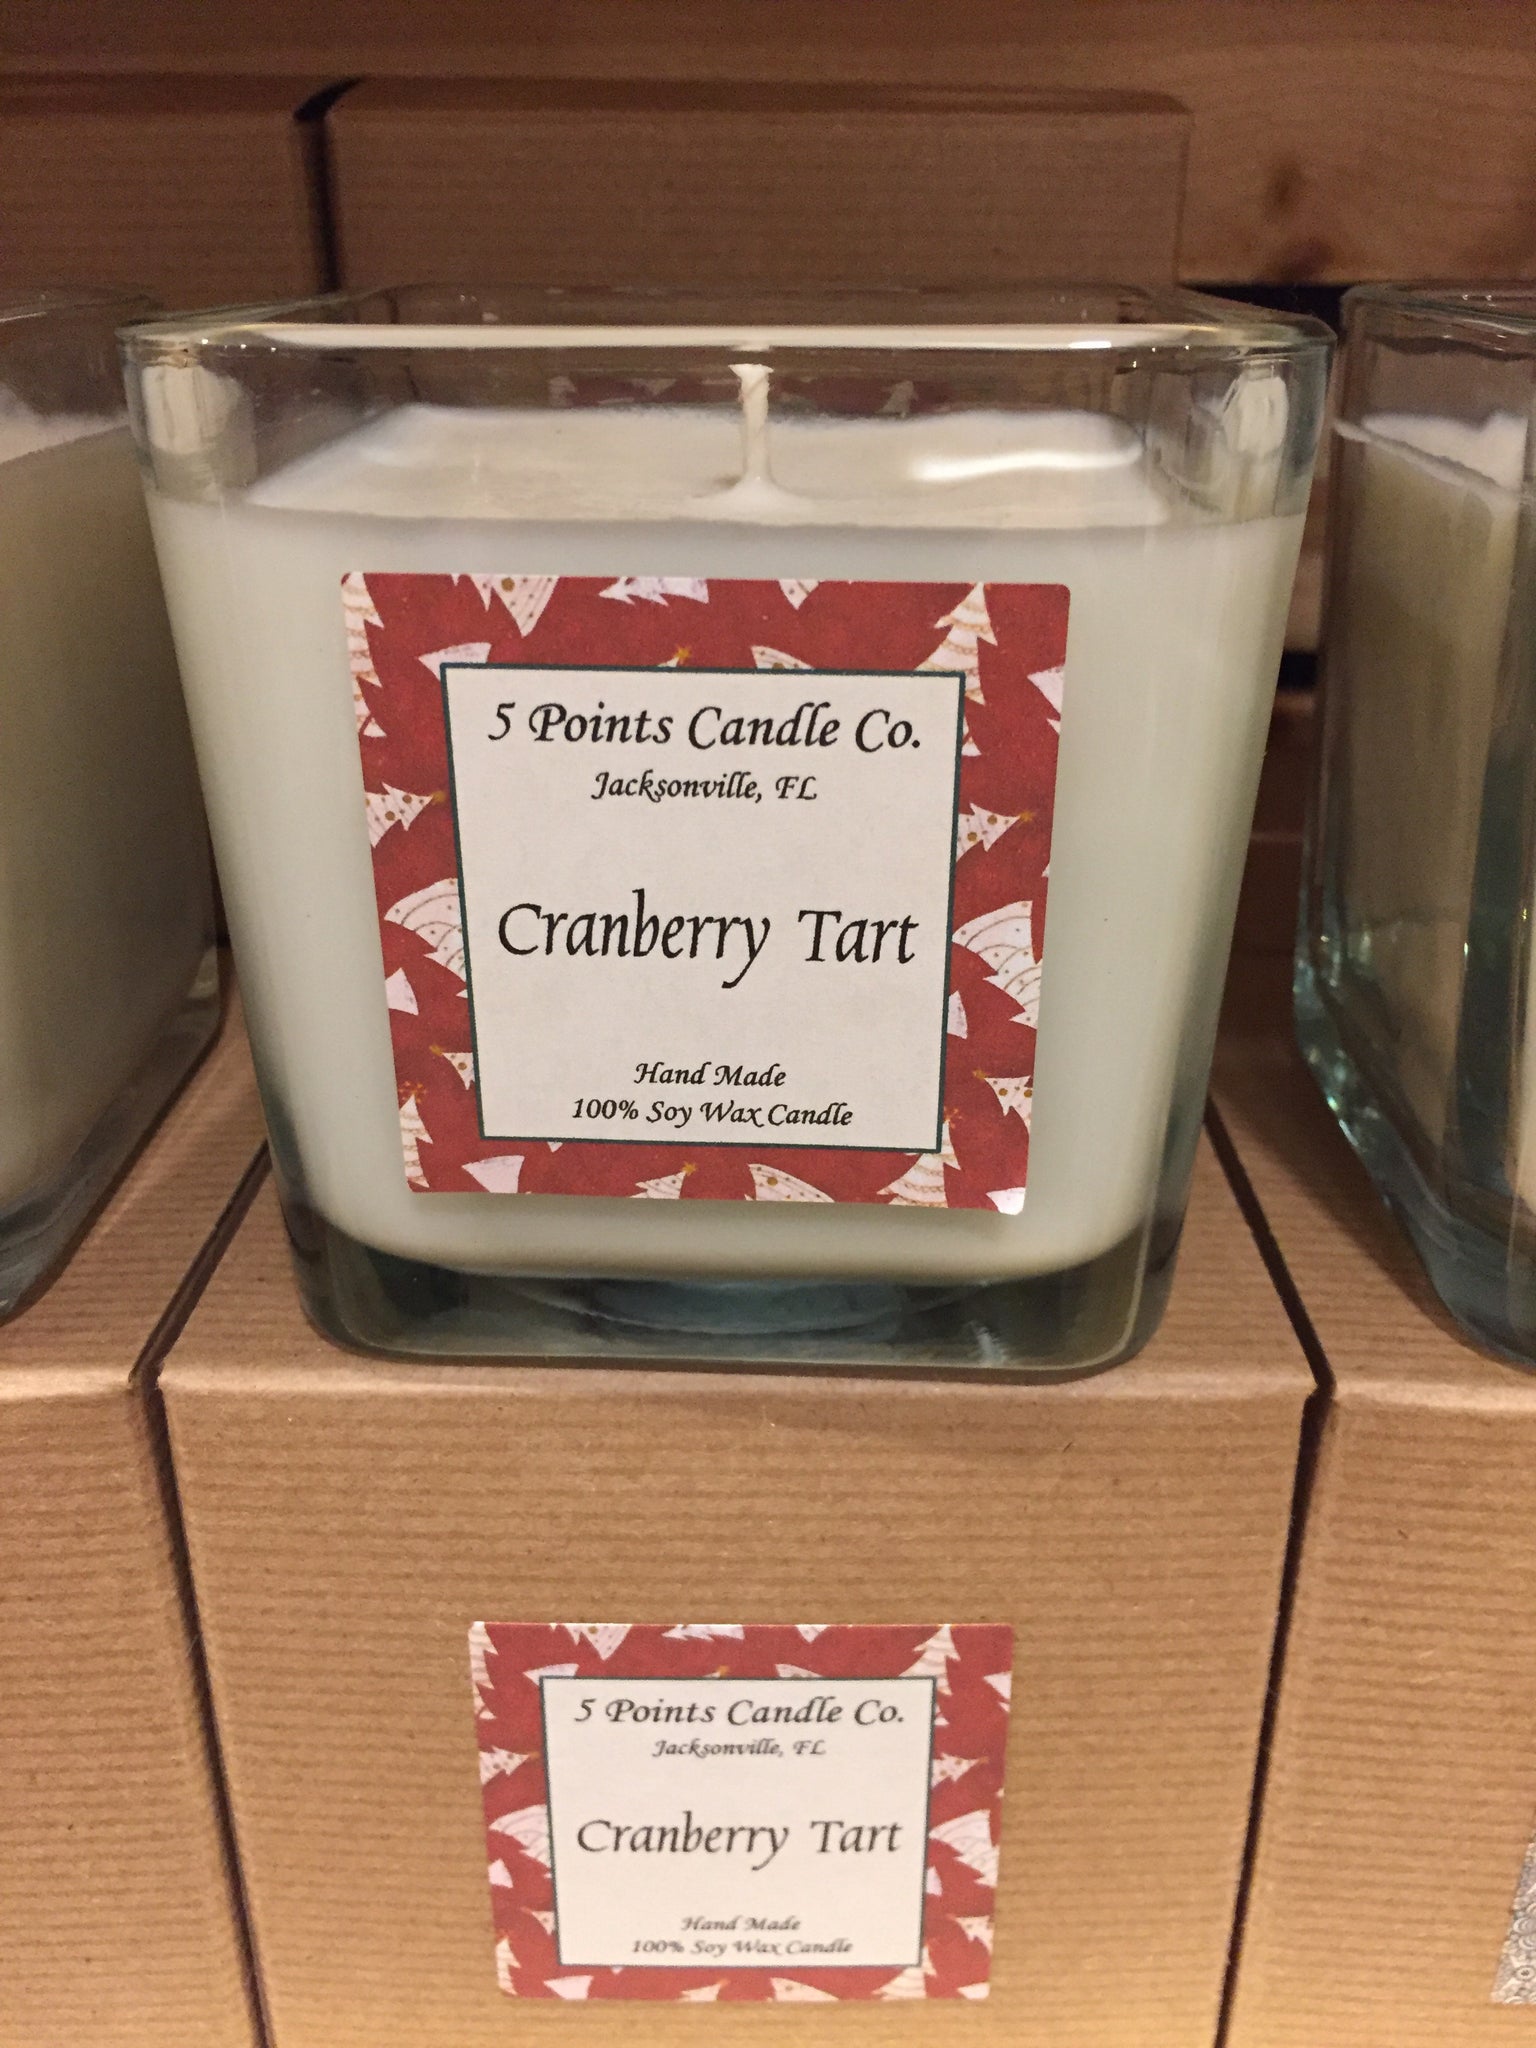 5 Points Candle Co.
Jacksonville, FL
Cranberry Tart
Hand Made
100% Soy Wax Candle
5 Points Candle Co.
Jacksonville, FL
Cranberry Tart
Hand Made
100% Soy Wax Candle